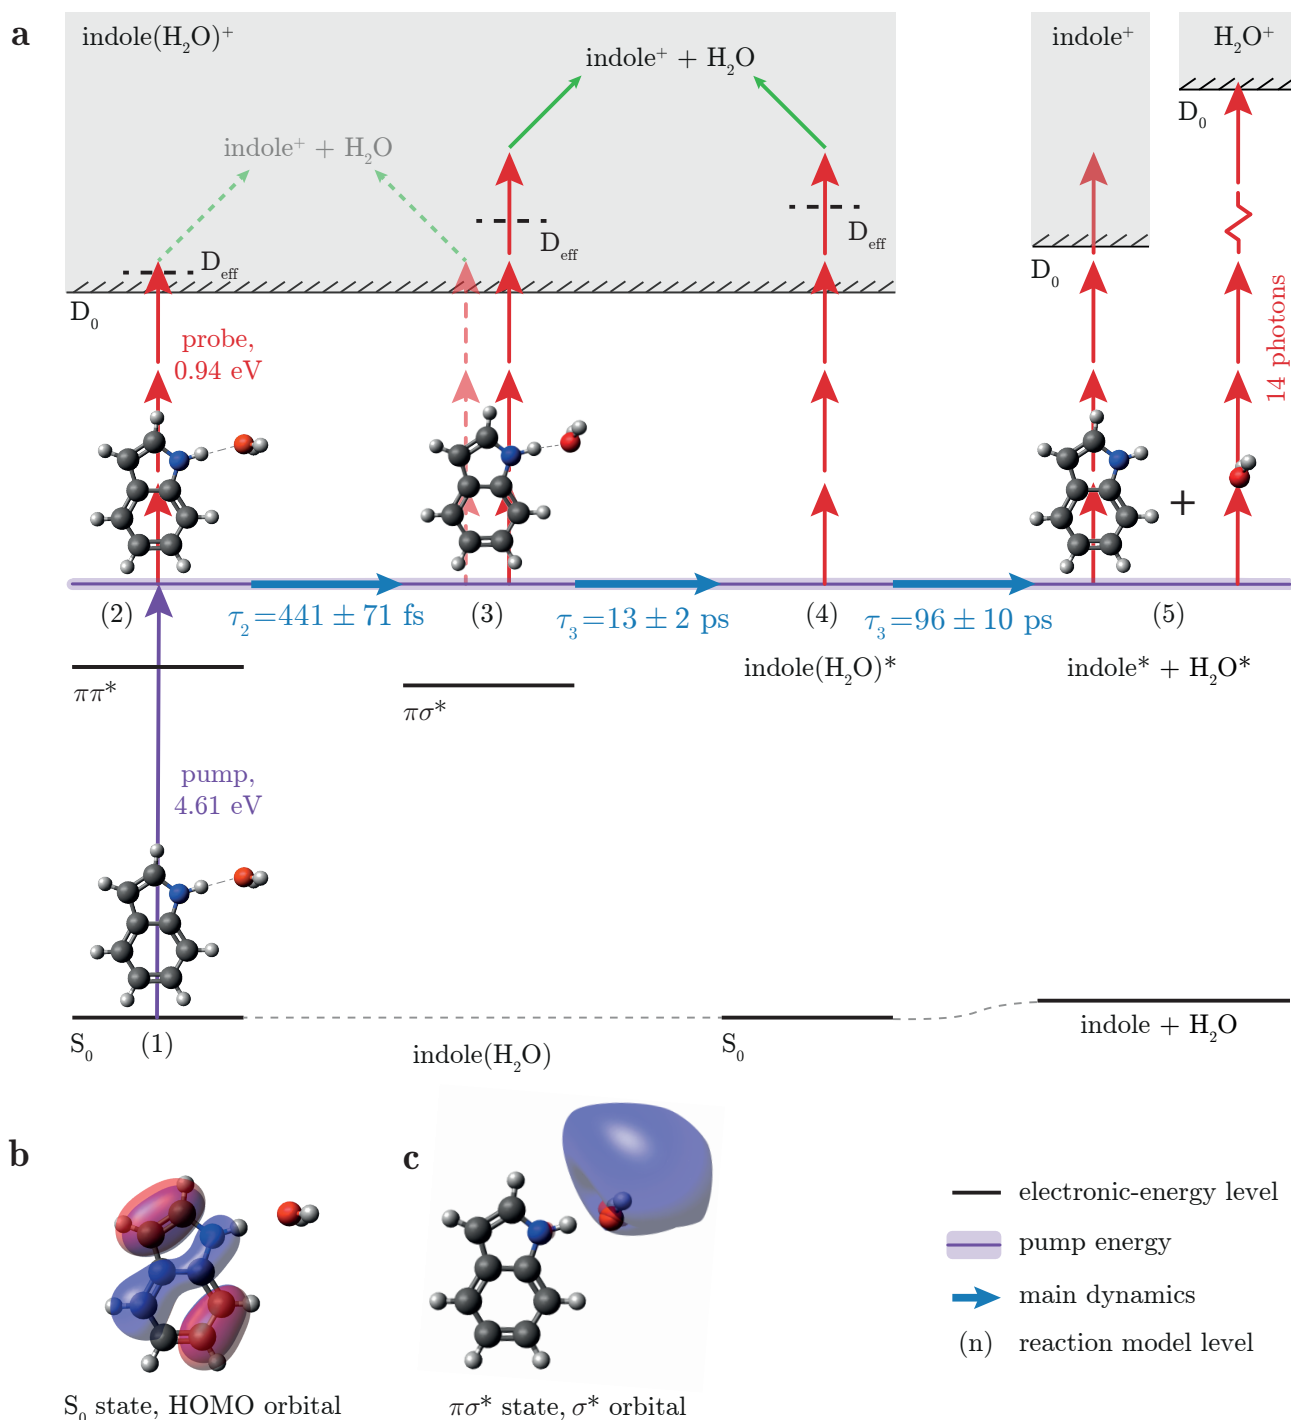 a
indole(H₂O)⁺
indole⁺ + H₂O
indole⁺
H₂O⁺
D₀
indole⁺ + H₂O
D_eff
D_eff
D_eff
D₀
D₀
probe,
0.94 eV
14 photons
+
(2)
τ₂=441 ± 71 fs
(3)
τ₃=13 ± 2 ps
(4)
τ₃=96 ± 10 ps
(5)
ππ*
πσ*
indole(H₂O)*
indole* + H₂O*
pump,
4.61 eV
S₀
(1)
indole(H₂O)
S₀
indole + H₂O
b
S₀ state, HOMO orbital
c
πσ* state, σ* orbital
electronic-energy level
pump energy
main dynamics
(n) reaction model level